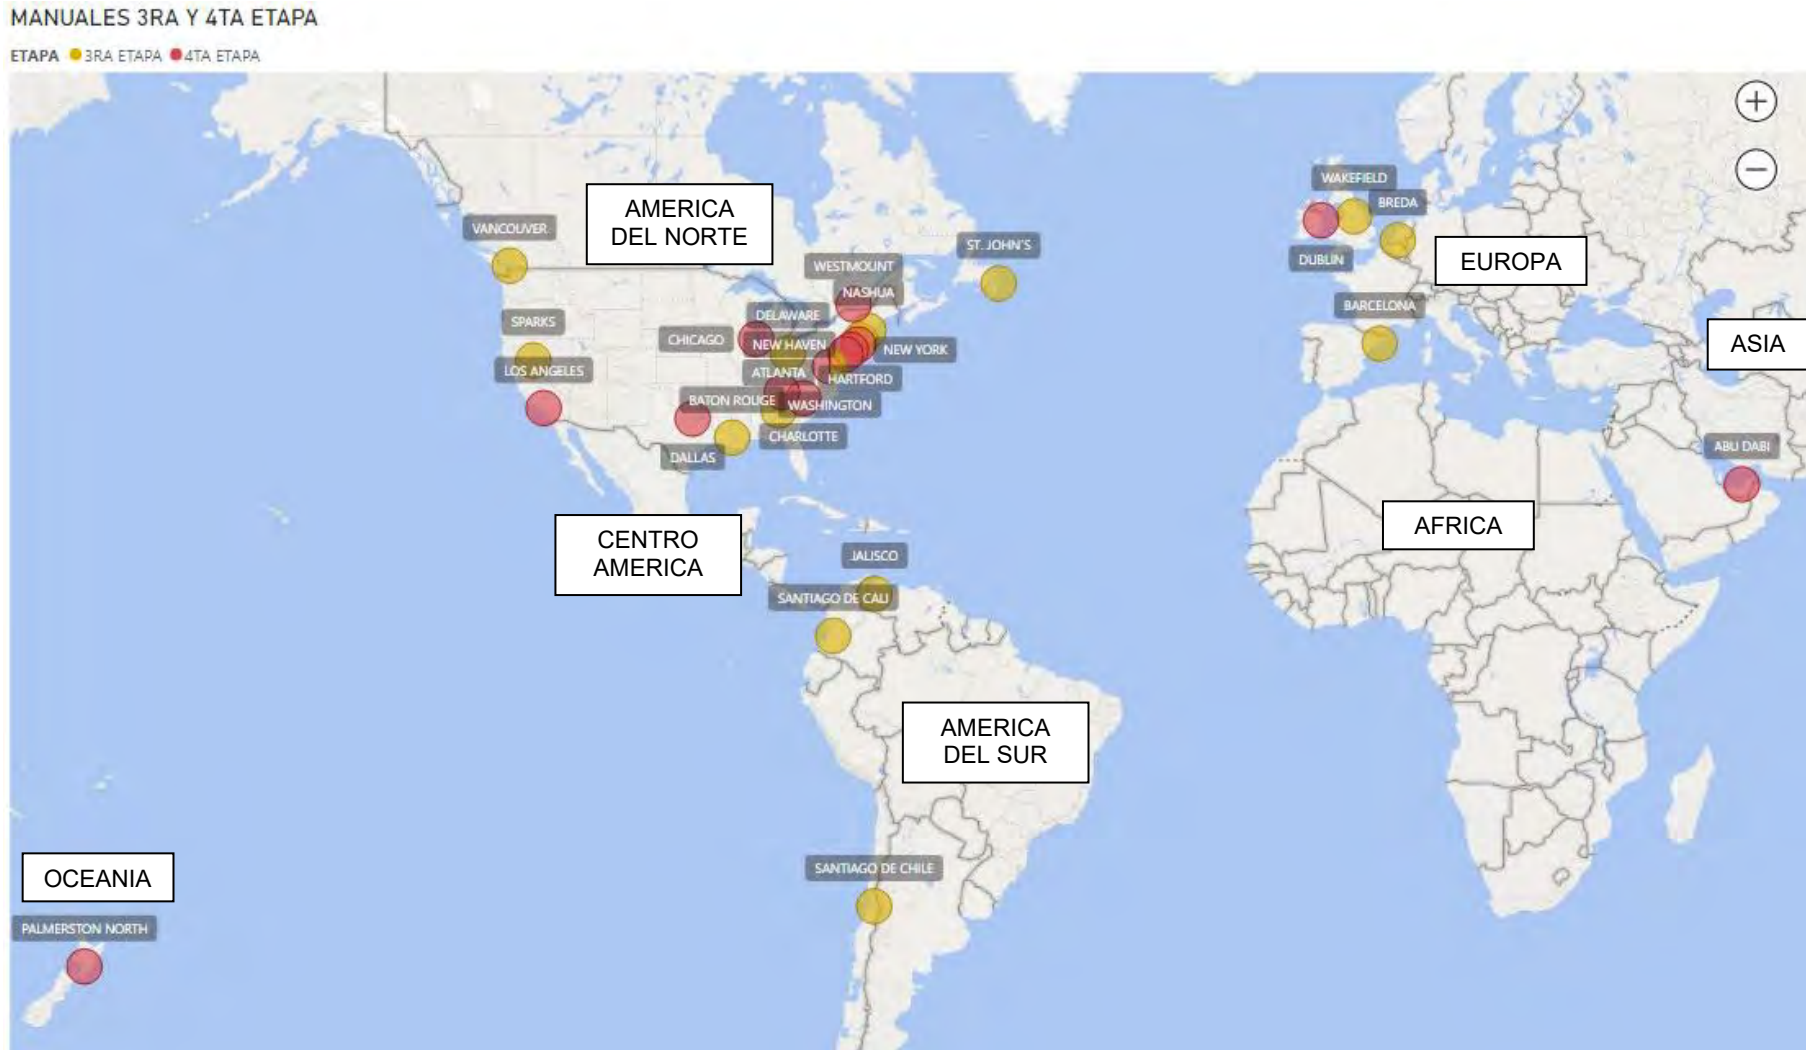 MANUALES 3RA Y 4TA ETAPA
ETAPA 3RA ETAPA 4TA ETAPA
+
−
WAKEFIELD
BREDA
AMERICA
DEL NORTE
VANCOUVER
ST. JOHN'S
DUBLIN
EUROPA
WESTMOUNT
NASHUA
BARCELONA
DELAWARE
SPARKS
CHICAGO
NEW HAVEN
NEW YORK
ASIA
LOS ANGELES
ATLANTA
HARTFORD
BATON ROUGE
WASHINGTON
CHARLOTTE
DALLAS
ABU DABI
AFRICA
CENTRO
AMERICA
JALISCO
SANTIAGO DE CALI
AMERICA
DEL SUR
SANTIAGO DE CHILE
OCEANIA
PALMERSTON NORTH